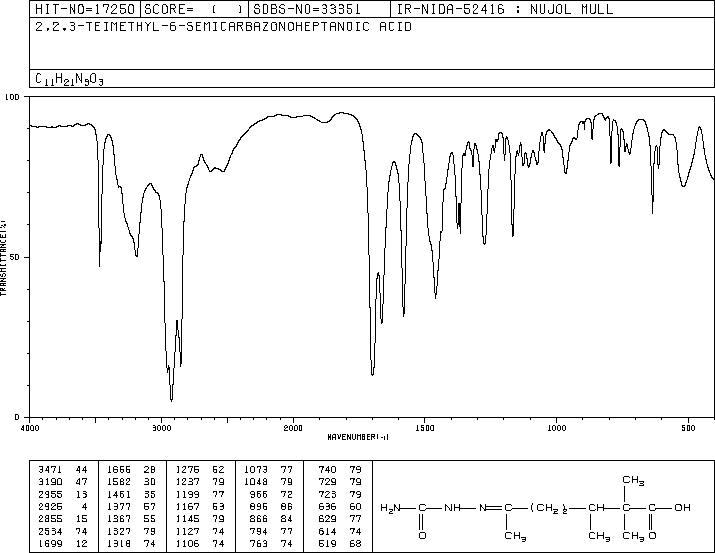 HIT-NO=17250 SCORE= ( ) SDBS-NO=33351 IR-NIDA-52416 : NUJOL MULL
2.2.3-TEIMETHYL-6-SEMICARBAZONOHEPTANOIC ACID
C11H21N3O3
100
TRANSMITTANCE(%)
50
0
4000 3000 2000 1500 1000 500
WAVENUMBER(-1)
3471 44 1666 28 1276 62 1073 77 740 79
3190 47 1582 30 1237 79 1048 79 729 79
2955 13 1461 35 1199 77 966 72 723 79
2926 4 1377 57 1167 53 896 86 636 60
2855 15 1367 55 1145 79 866 84 629 77
2534 74 1327 79 1127 74 794 77 614 74
1699 12 1318 74 1106 74 763 74 519 68
CH3
H2N C NH N C (CH2)2 CH C C OH
O CH3 CH3 CH3 O